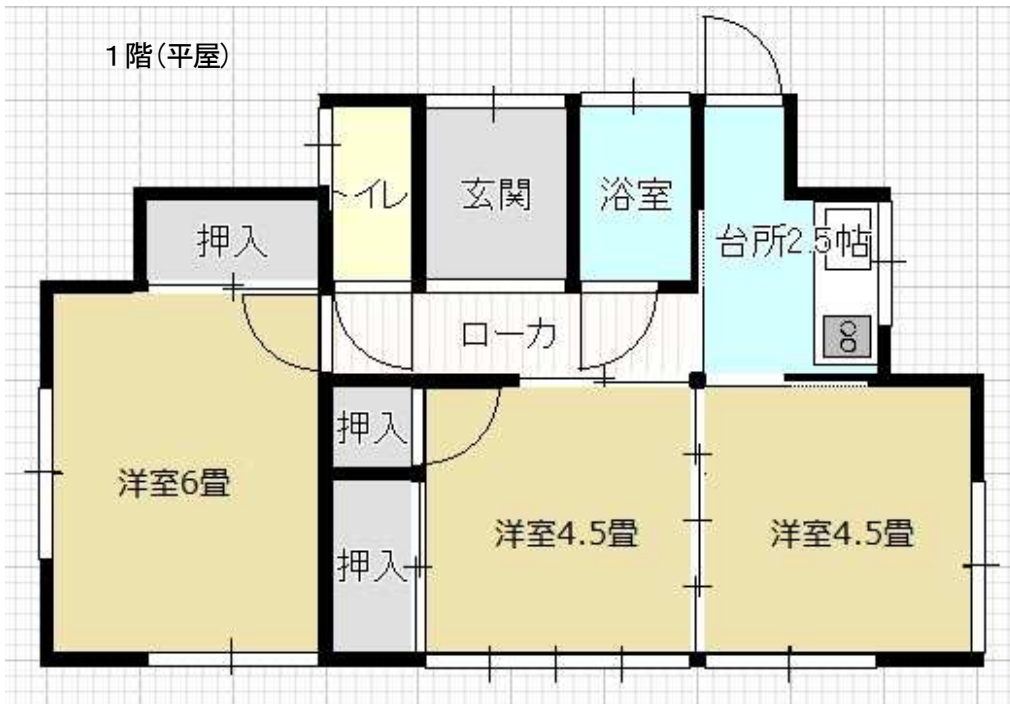 1階(平屋)
トイレ
玄関
浴室
台所2.5帖
押入
ローカ
押入
洋室6畳
押入
洋室4.5畳
洋室4.5畳